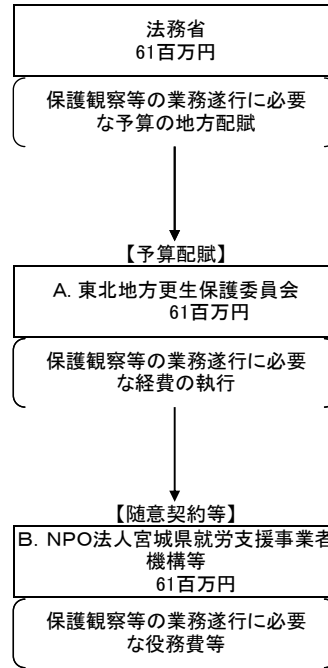 法務省
61百万円
保護観察等の業務遂行に必要
な予算の地方配賦
【予算配賦】
A. 東北地方更生保護委員会
61百万円
保護観察等の業務遂行に必要
な経費の執行
【随意契約等】
B. NPO法人宮城県就労支援事業者
機構等
61百万円
保護観察等の業務遂行に必要
な役務費等